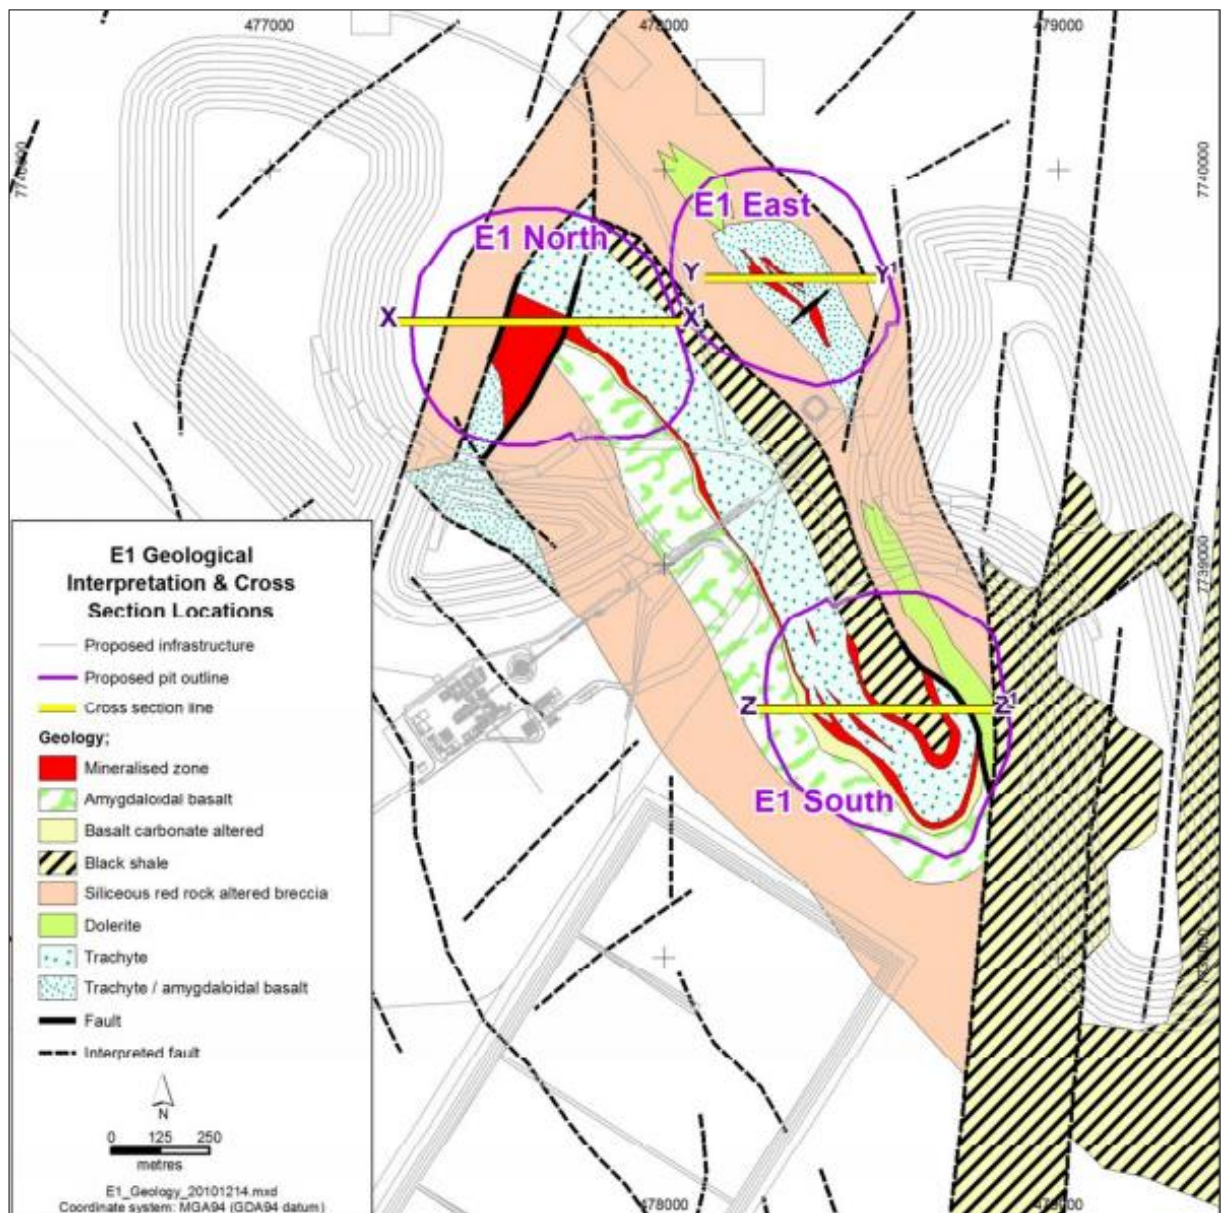 477000
478000
479000
7740000
7740000
E1 East
E1 North
Y
Y¹
X
X¹
7739000
Z
Z¹
E1 South
E1 Geological
Interpretation & Cross
Section Locations
Proposed infrastructure
Proposed pit outline
Cross section line
Geology;
Mineralised zone
Amygdaloidal basalt
Basalt carbonate altered
Black shale
Siliceous red rock altered breccia
Dolerite
Trachyte
Trachyte / amygdaloidal basalt
Fault
Interpreted fault
N
0 125 250
metres
E1_Geology_20101214.mxd
Coordinate system: MGA94 (GDA94 datum)
478000
479000